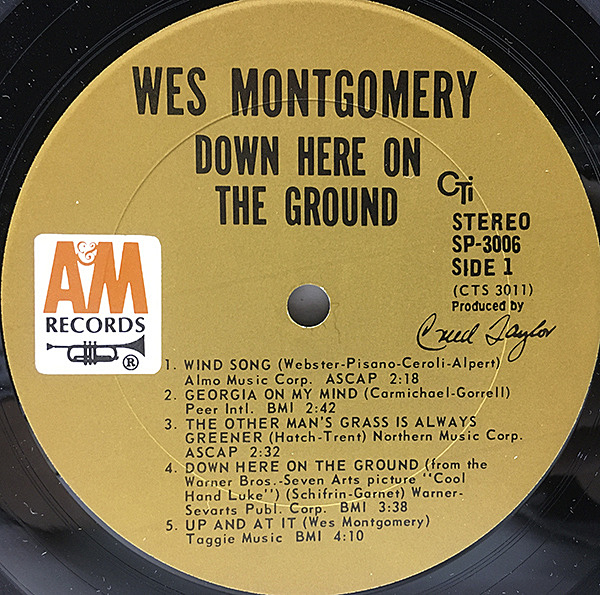 WES MONTGOMERY
DOWN HERE ON
THE GROUND
CTi
STEREO
SP-3006
SIDE 1
(CTS 3011)
Produced by
Creed Taylor
A&M
RECORDS
®
1. WIND SONG (Webster-Pisano-Ceroli-Alpert)
Almo Music Corp. ASCAP 2:18
2. GEORGIA ON MY MIND (Carmichael-Gorrell)
Peer Intl. BMI 2:42
3. THE OTHER MAN'S GRASS IS ALWAYS
GREENER (Hatch-Trent) Northern Music Corp.
ASCAP 2:32
4. DOWN HERE ON THE GROUND (from the
Warner Bros.-Seven Arts picture "Cool
Hand Luke") (Schifrin-Garnet) Warner-
Sevarts Publ. Corp. BMI 3:38
5. UP AND AT IT (Wes Montgomery)
Taggie Music BMI 4:10